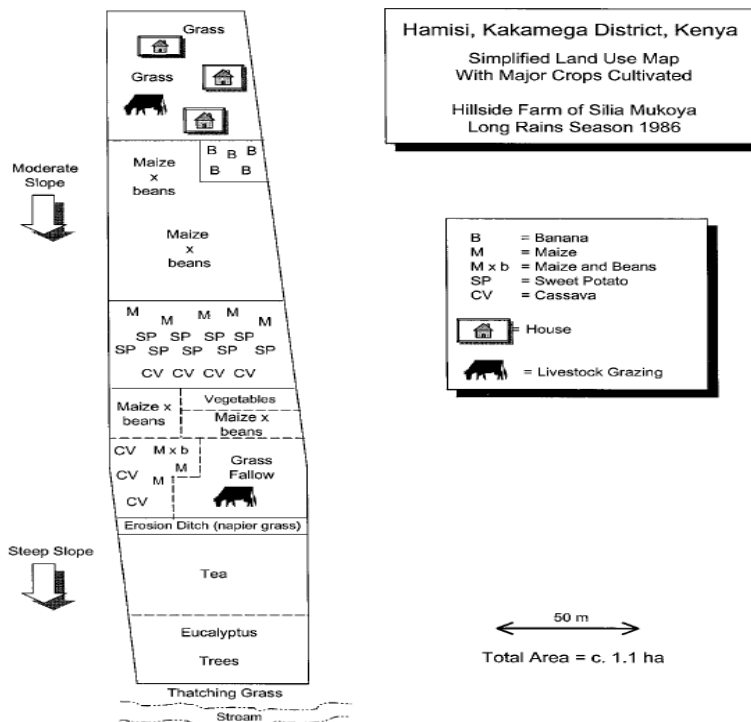 Hamisi, Kakamega District, Kenya
Simplified Land Use Map
With Major Crops Cultivated
Hillside Farm of Silia Mukoya
Long Rains Season 1986
Grass
Grass
B B B
B B
Maize
x
beans
Maize
x
beans
Moderate
Slope
M M M M M
SP SP SP SP
SP SP SP SP SP
CV CV CV CV
Maize x
beans
Vegetables
Maize x
beans
CV M x b
CV M M
CV
Grass
Fallow
Erosion Ditch (napier grass)
Steep Slope
Tea
Eucalyptus
Trees
Thatching Grass
Stream
B = Banana
M = Maize
M x b = Maize and Beans
SP = Sweet Potato
CV = Cassava
= House
= Livestock Grazing
50 m
Total Area = c. 1.1 ha